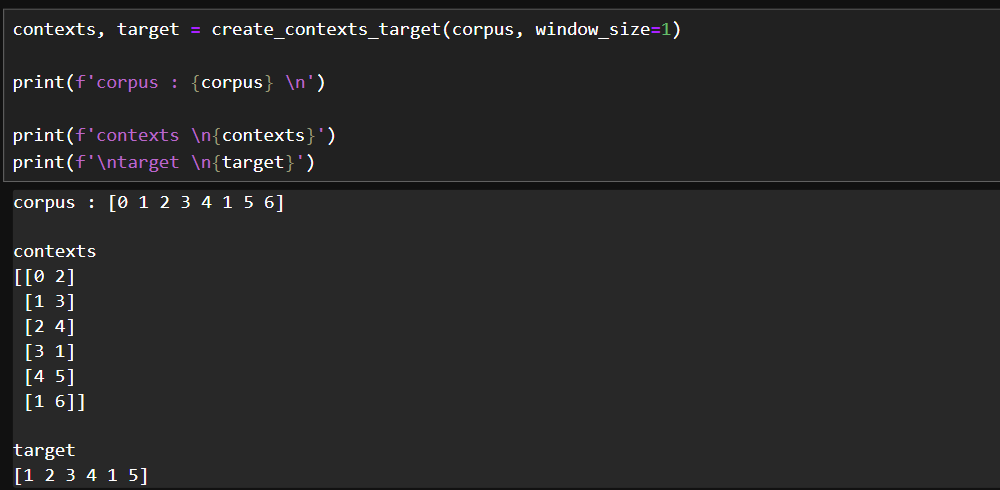 contexts, target = create_contexts_target(corpus, window_size=1)
print(f'corpus : {corpus} \n')
print(f'contexts \n{contexts}')
print(f'\ntarget \n{target}')
corpus : [0 1 2 3 4 1 5 6]
contexts
[[0 2]
 [1 3]
 [2 4]
 [3 1]
 [4 5]
 [1 6]]
target
[1 2 3 4 1 5]